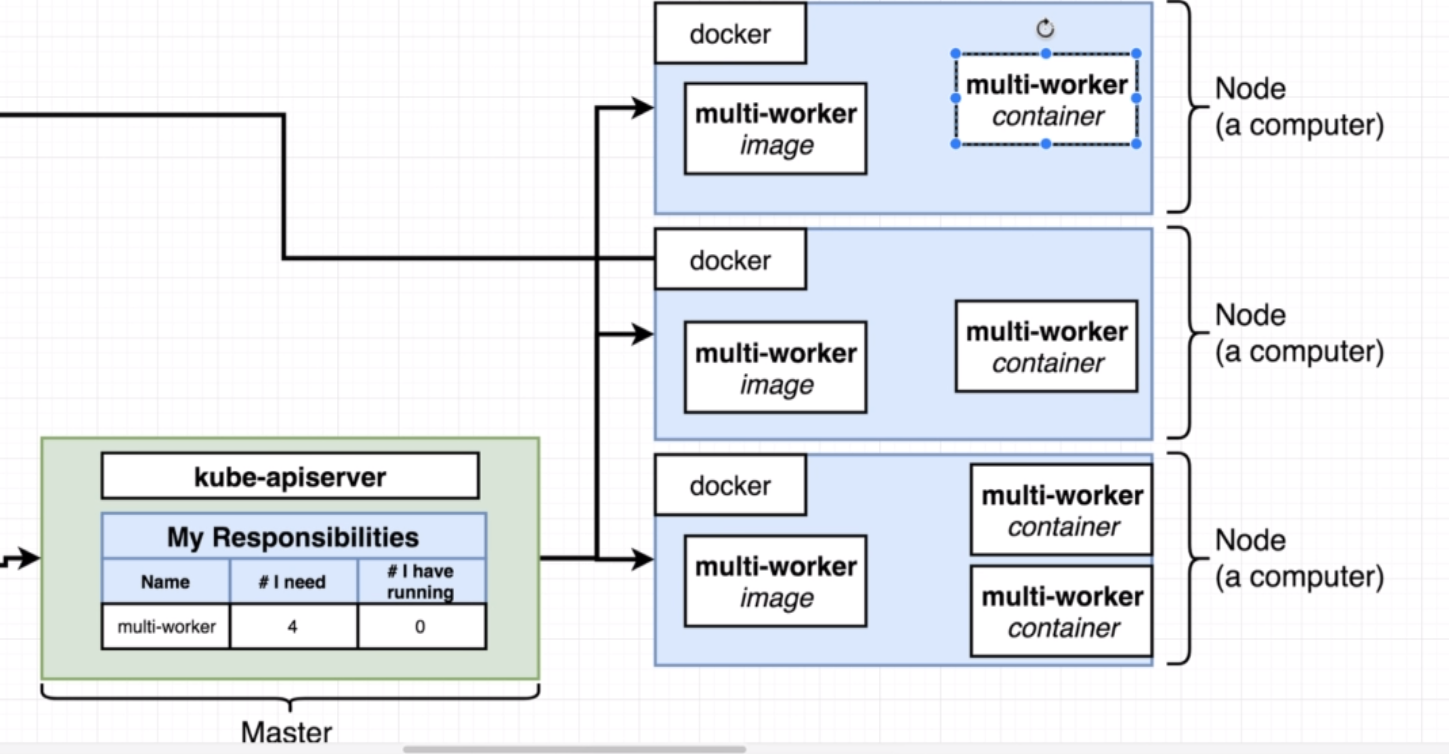 docker
multi-worker
container
multi-worker
image
Node
(a computer)
docker
multi-worker
image
multi-worker
container
Node
(a computer)
kube-apiserver
My Responsibilities
Name # I need # I have running
multi-worker 4 0
Master
docker
multi-worker
image
multi-worker
container
multi-worker
container
Node
(a computer)